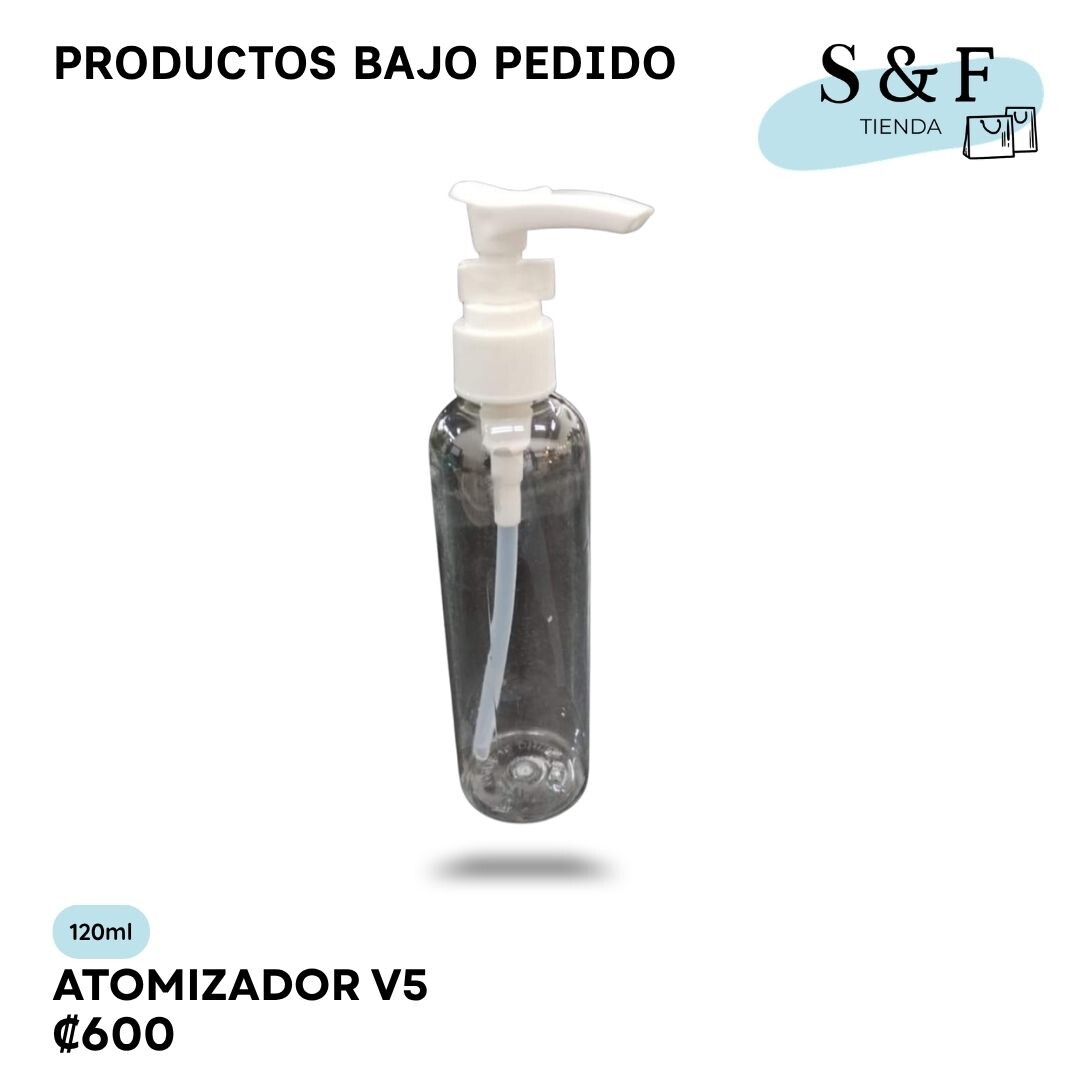 PRODUCTOS BAJO PEDIDO
S & F
TIENDA
120ml
ATOMIZADOR V5
₡600